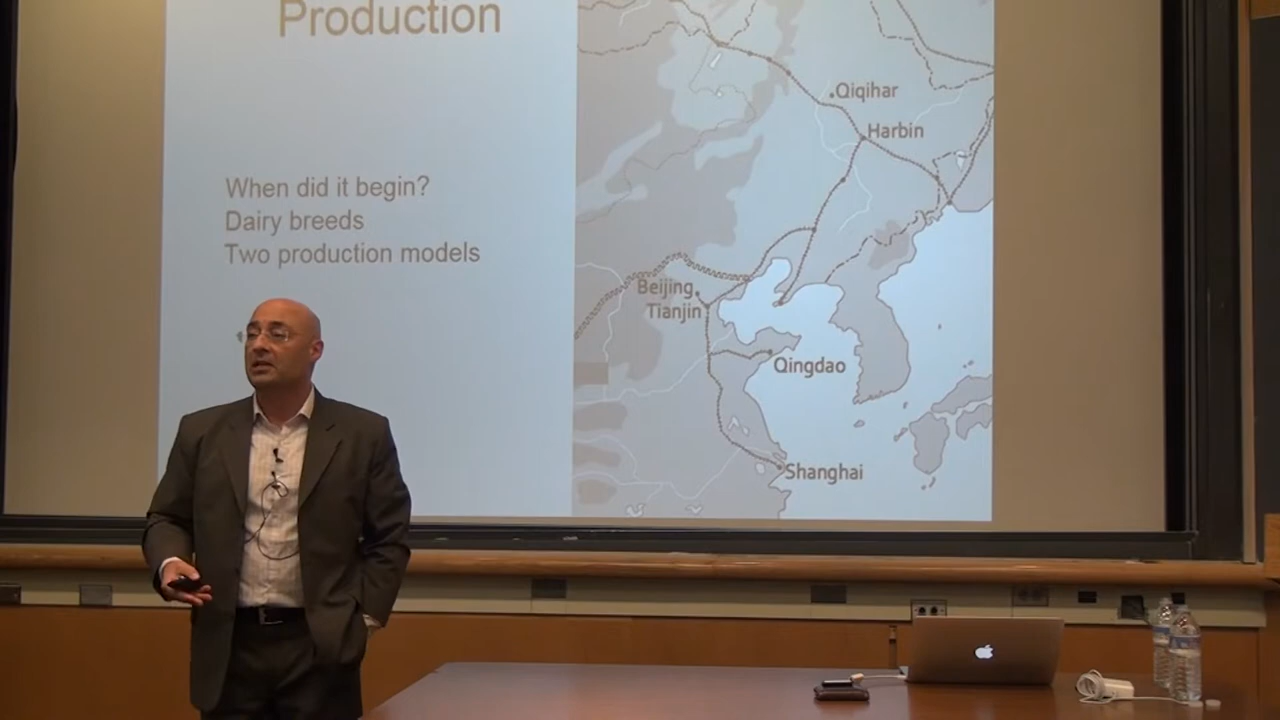 Production
When did it begin?
Dairy breeds
Two production models
Qiqihar
Harbin
Beijing
Tianjin
Qingdao
Shanghai